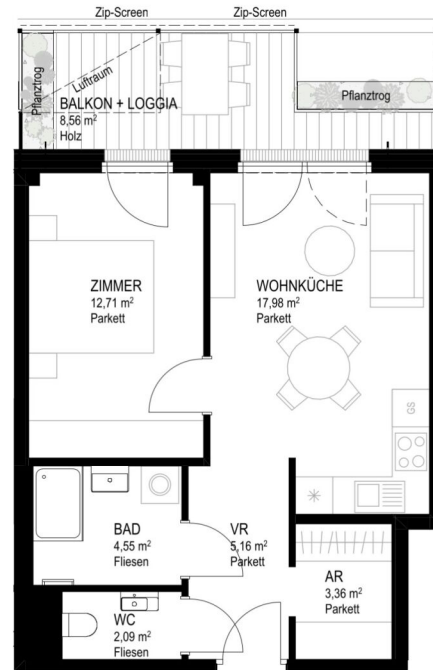 Zip-Screen Zip-Screen
Pflanztrog
Luftraum
Pflanztrog
BALKON + LOGGIA
8,56 m²
Holz
ZIMMER
12,71 m²
Parkett
WOHNKÜCHE
17,98 m²
Parkett
GS
BAD
4,55 m²
Fliesen
VR
5,16 m²
Parkett
AR
3,36 m²
Parkett
WC
2,09 m²
Fliesen